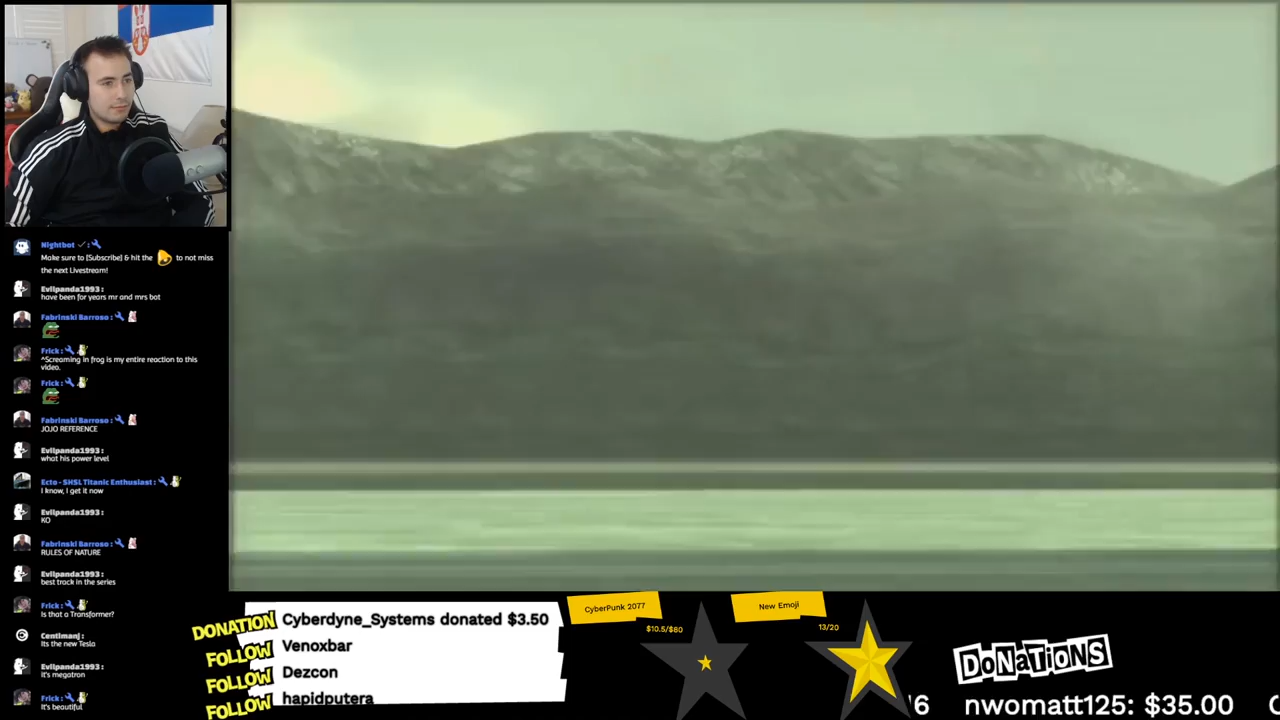 Nightbot ✓ :
Make sure to [Subscribe] & hit the to not miss
the next Livestream!
Evilpanda1993 :
have been for years mr and mrs bot
Fabrinski Barroso :
Frick :
^Screaming in frog is my entire reaction to this
video.
Frick :
Fabrinski Barroso :
JOJO REFERENCE
Evilpanda1993 :
what his power level
Ecto - SHSL Titanic Enthusiast :
I know, I get it now
Evilpanda1993 :
KO
Fabrinski Barroso :
RULES OF NATURE
Evilpanda1993 :
best track in the series
Frick :
Is that a Transformer?
Centimanj :
Its the new Tesla
Evilpanda1993 :
It's megatron
Frick :
It's beautiful
DONATION Cyberdyne_Systems donated $3.50
FOLLOW Venoxbar
FOLLOW Dezcon
FOLLOW hapidputera
CyberPunk 2077
$10.5/$80
New Emoji
13/20
DONATIONS
6 nwomatt125: $35.00